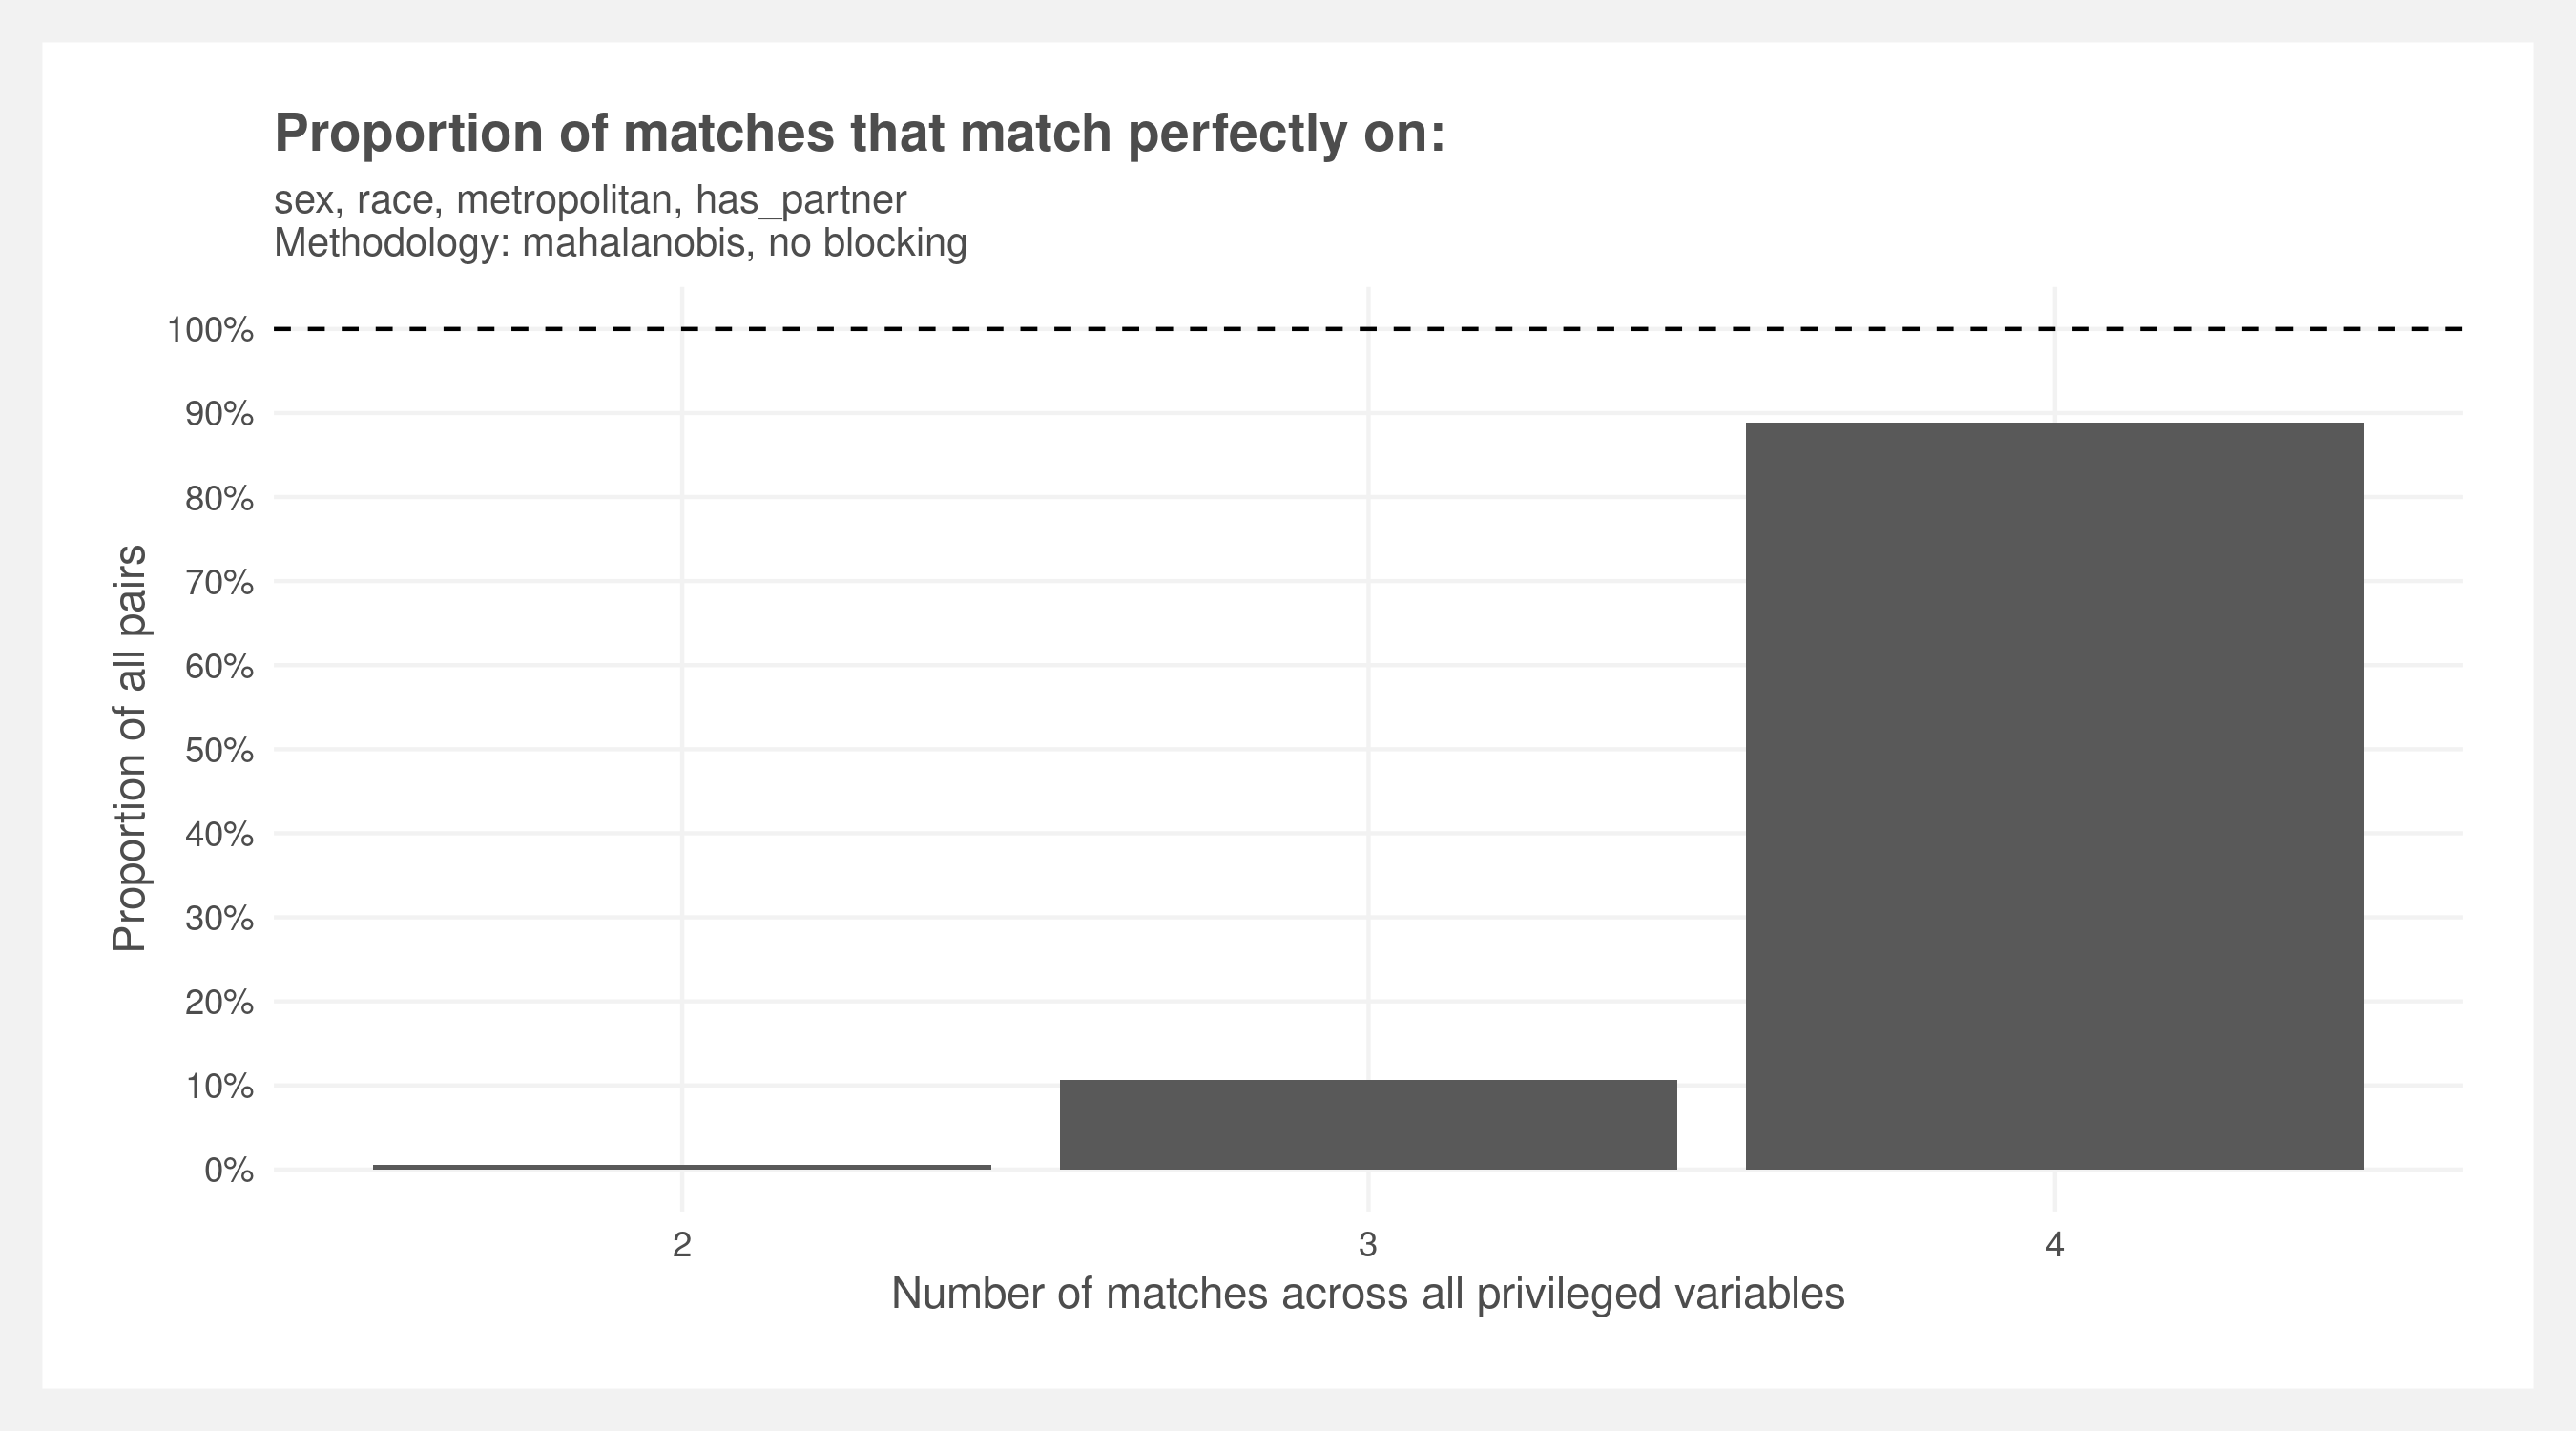 Proportion of matches that match perfectly on:
sex, race, metropolitan, has_partner
Methodology: mahalanobis, no blocking
100%
90%
80%
70%
60%
50%
40%
30%
20%
10%
0%
Proportion of all pairs
2
3
4
Number of matches across all privileged variables